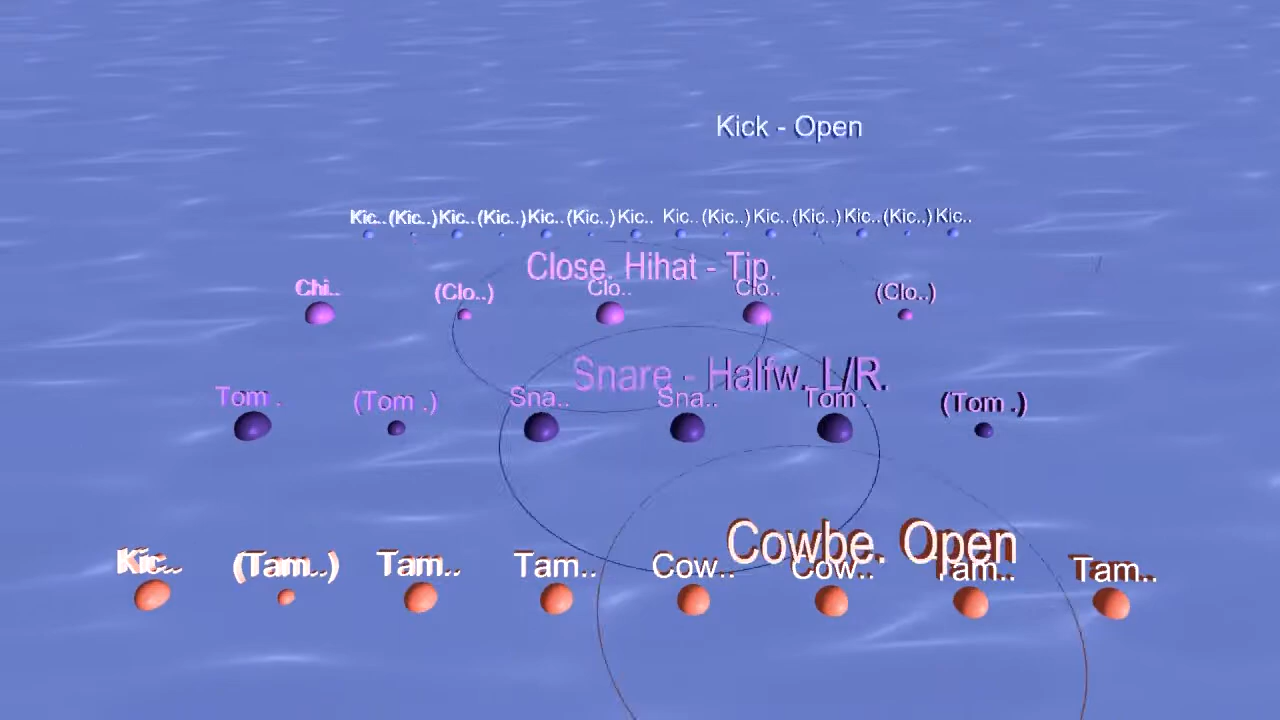 Kick - Open
Kic.. (Kic..) Kic.. (Kic..) Kic.. (Kic..) Kic.. Kic.. (Kic..) Kic.. (Kic..) Kic.. (Kic..) Kic..
Close. Hihat - Tip.
Chi.. (Clo..) Clo.. Clo.. (Clo..)
Snare - Halfw. L/R.
Tom . (Tom .) Sna.. Sna.. Tom . (Tom .)
Cowbe. Open
Kic.. (Tam..) Tam.. Tam.. Cow.. Cow.. Tam.. Tam..